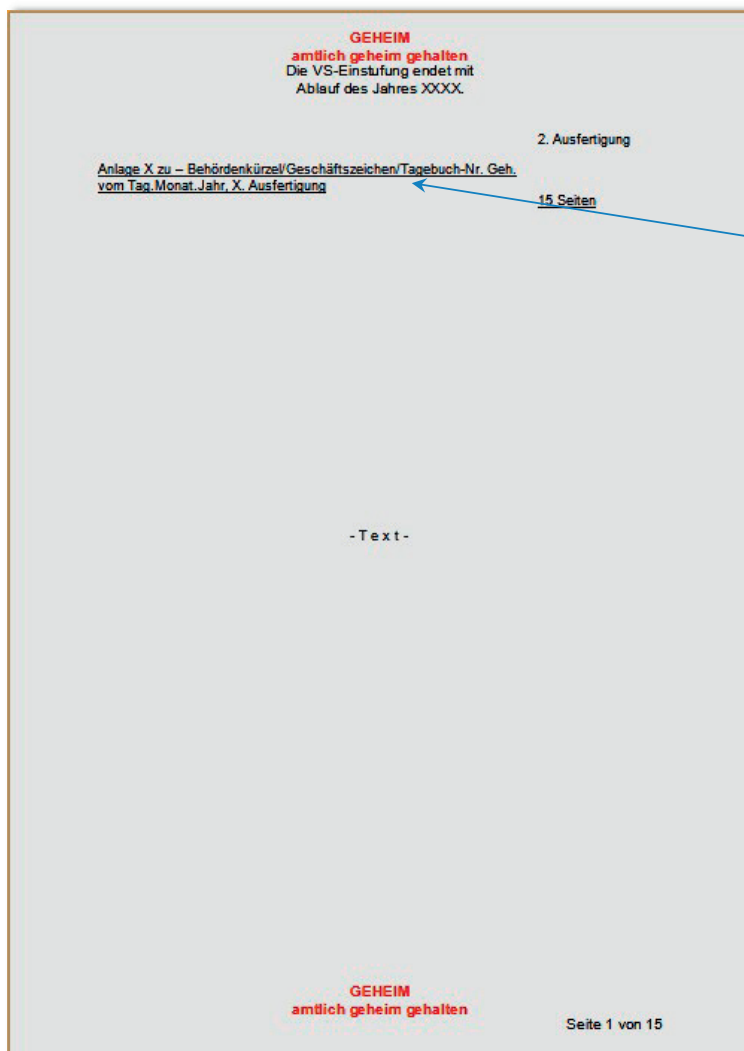 GEHEIM
amtlich geheim gehalten
Die VS-Einstufung endet mit
Ablauf des Jahres XXXX.
2. Ausfertigung
Anlage X zu – Behördenkürzel/Geschäftszeichen/Tagebuch-Nr. Geh.
vom Tag.Monat.Jahr, X. Ausfertigung
15 Seiten
- T e x t -
GEHEIM
amtlich geheim gehalten
Seite 1 von 15